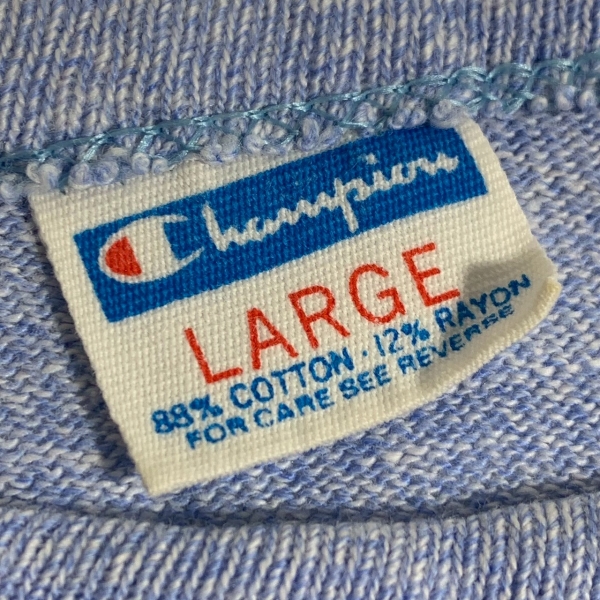 Champion
LARGE
88% COTTON · 12% RAYON
FOR CARE SEE REVERSE